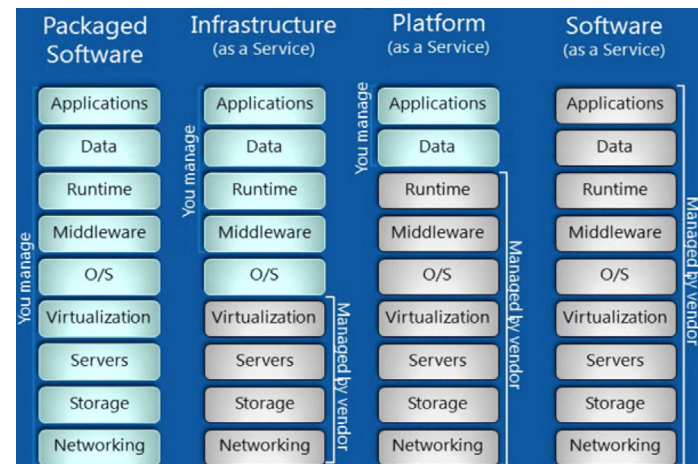 Packaged
Software
You manage
Applications
Data
Runtime
Middleware
O/S
Virtualization
Servers
Storage
Networking
Infrastructure
(as a Service)
You manage
Applications
Data
Runtime
Middleware
O/S
Virtualization
Servers
Storage
Networking
Managed by vendor
Platform
(as a Service)
You manage
Applications
Data
Runtime
Middleware
O/S
Virtualization
Servers
Storage
Networking
Managed by vendor
Software
(as a Service)
Applications
Data
Runtime
Middleware
O/S
Virtualization
Servers
Storage
Networking
Managed by vendor